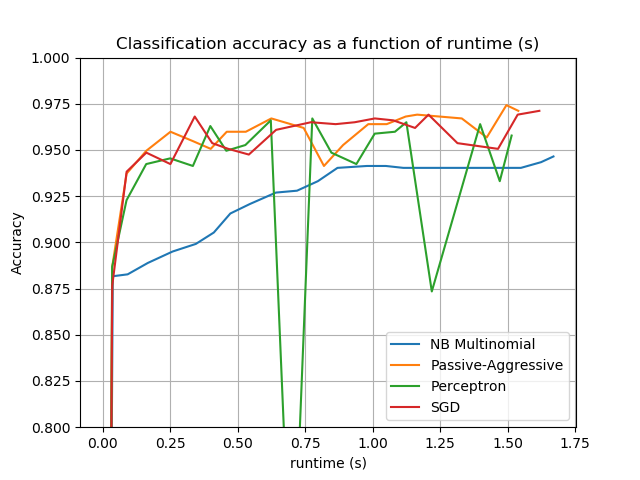 Classification accuracy as a function of runtime (s)
1.000
0.975
0.950
0.925
0.900
0.875
0.850
0.825
0.800
Accuracy
NB Multinomial
Passive-Aggressive
Perceptron
SGD
0.00 0.25 0.50 0.75 1.00 1.25 1.50 1.75
runtime (s)